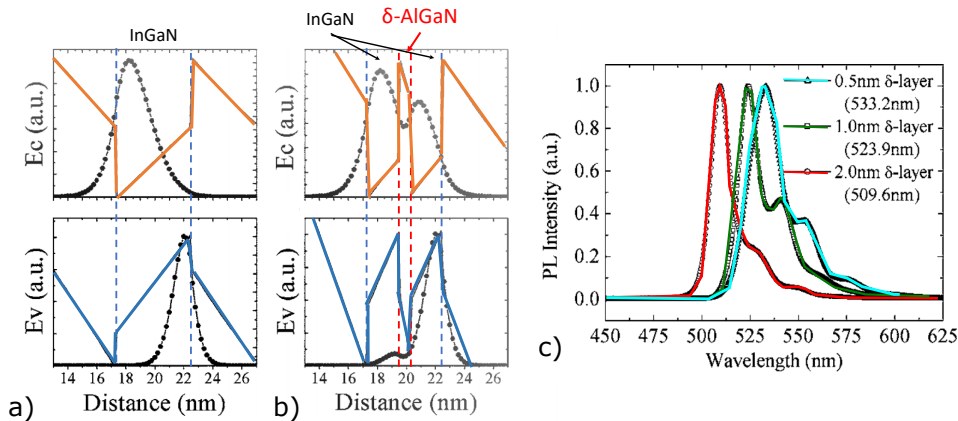 InGaN
InGaN
δ-AlGaN
Ec (a.u.)
Ec (a.u.)
Ev (a.u.)
Ev (a.u.)
14 16 18 20 22 24 26
14 16 18 20 22 24 26
Distance (nm)
Distance (nm)
a)
b)
PL Intensity (a.u.)
1.0
0.8
0.6
0.4
0.2
0.0
0.5nm δ-layer
(533.2nm)
1.0nm δ-layer
(523.9nm)
2.0nm δ-layer
(509.6nm)
450 475 500 525 550 575 600 625
Wavelength (nm)
c)